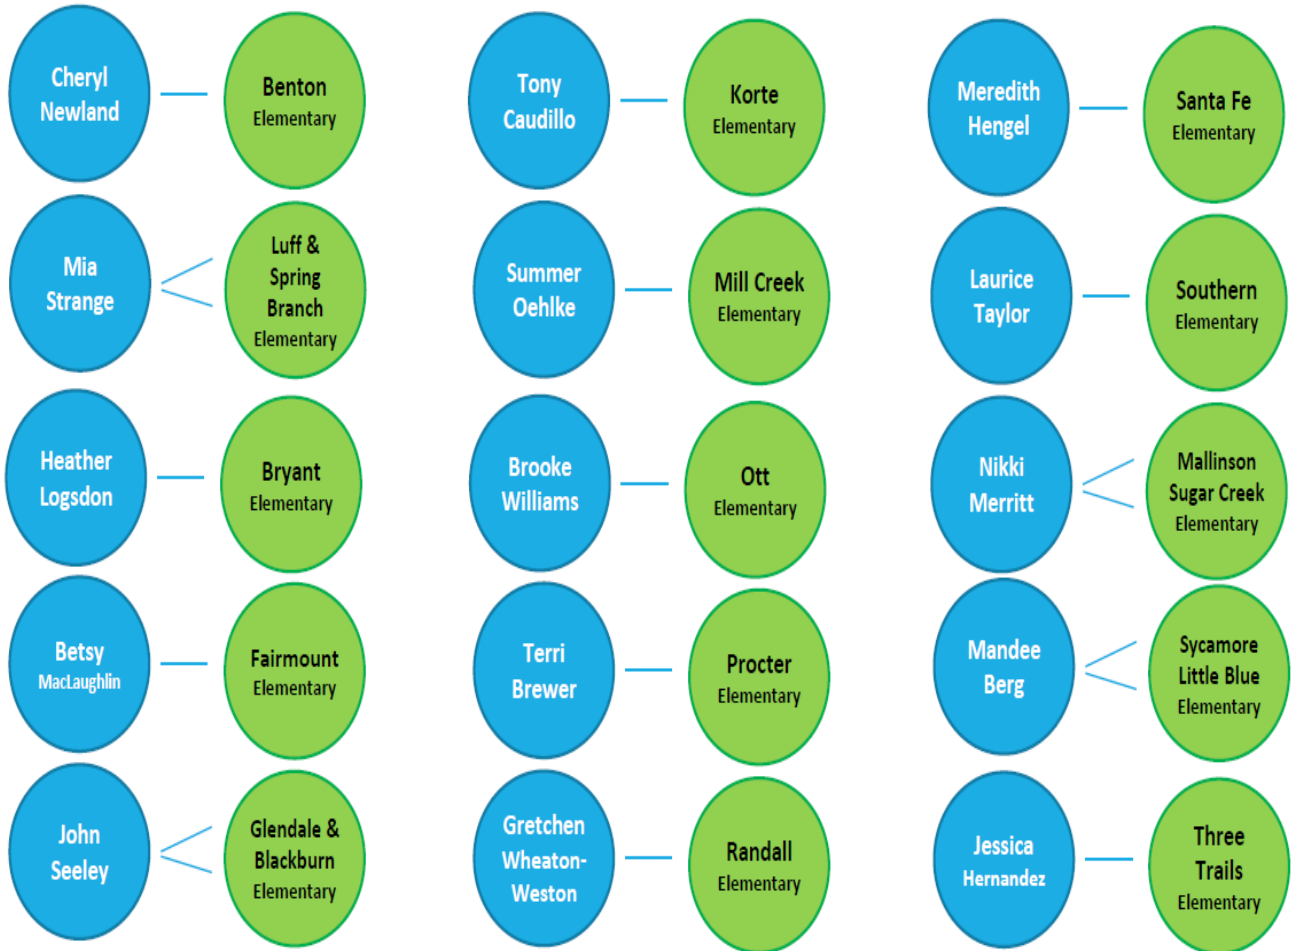 Cheryl
Newland
Benton
Elementary
Mia
Strange
Luff &
Spring
Branch
Elementary
Heather
Logsdon
Bryant
Elementary
Betsy
MacLaughlin
Fairmount
Elementary
John
Seeley
Glendale &
Blackburn
Elementary
Tony
Caudillo
Korte
Elementary
Summer
Oehlke
Mill Creek
Elementary
Brooke
Williams
Ott
Elementary
Terri
Brewer
Procter
Elementary
Gretchen
Wheaton-
Weston
Randall
Elementary
Meredith
Hengel
Santa Fe
Elementary
Laurice
Taylor
Southern
Elementary
Nikki
Merritt
Mallinson
Sugar Creek
Elementary
Mandee
Berg
Sycamore
Little Blue
Elementary
Jessica
Hernandez
Three
Trails
Elementary